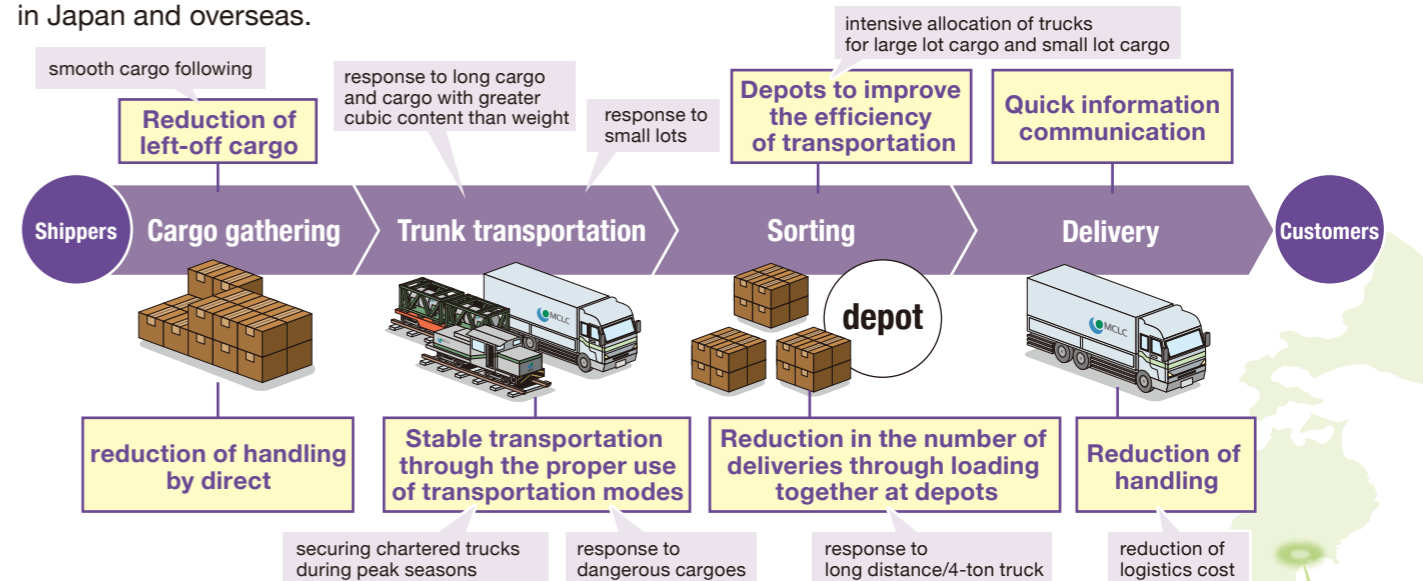 in Japan and overseas.
smooth cargo following
Reduction of
left-off cargo
response to long cargo
and cargo with greater
cubic content than weight
response to
small lots
intensive allocation of trucks
for large lot cargo and small lot cargo
Depots to improve
the efficiency
of transportation
Quick information
communication
Shippers
Cargo gathering
Trunk transportation
Sorting
Delivery
Customers
MCLC
depot
MCLC
reduction of handling
by direct
Stable transportation
through the proper use
of transportation modes
Reduction in the number of
deliveries through loading
together at depots
Reduction of
handling
securing chartered trucks
during peak seasons
response to
dangerous cargoes
response to
long distance/4-ton truck
reduction of
logistics cost